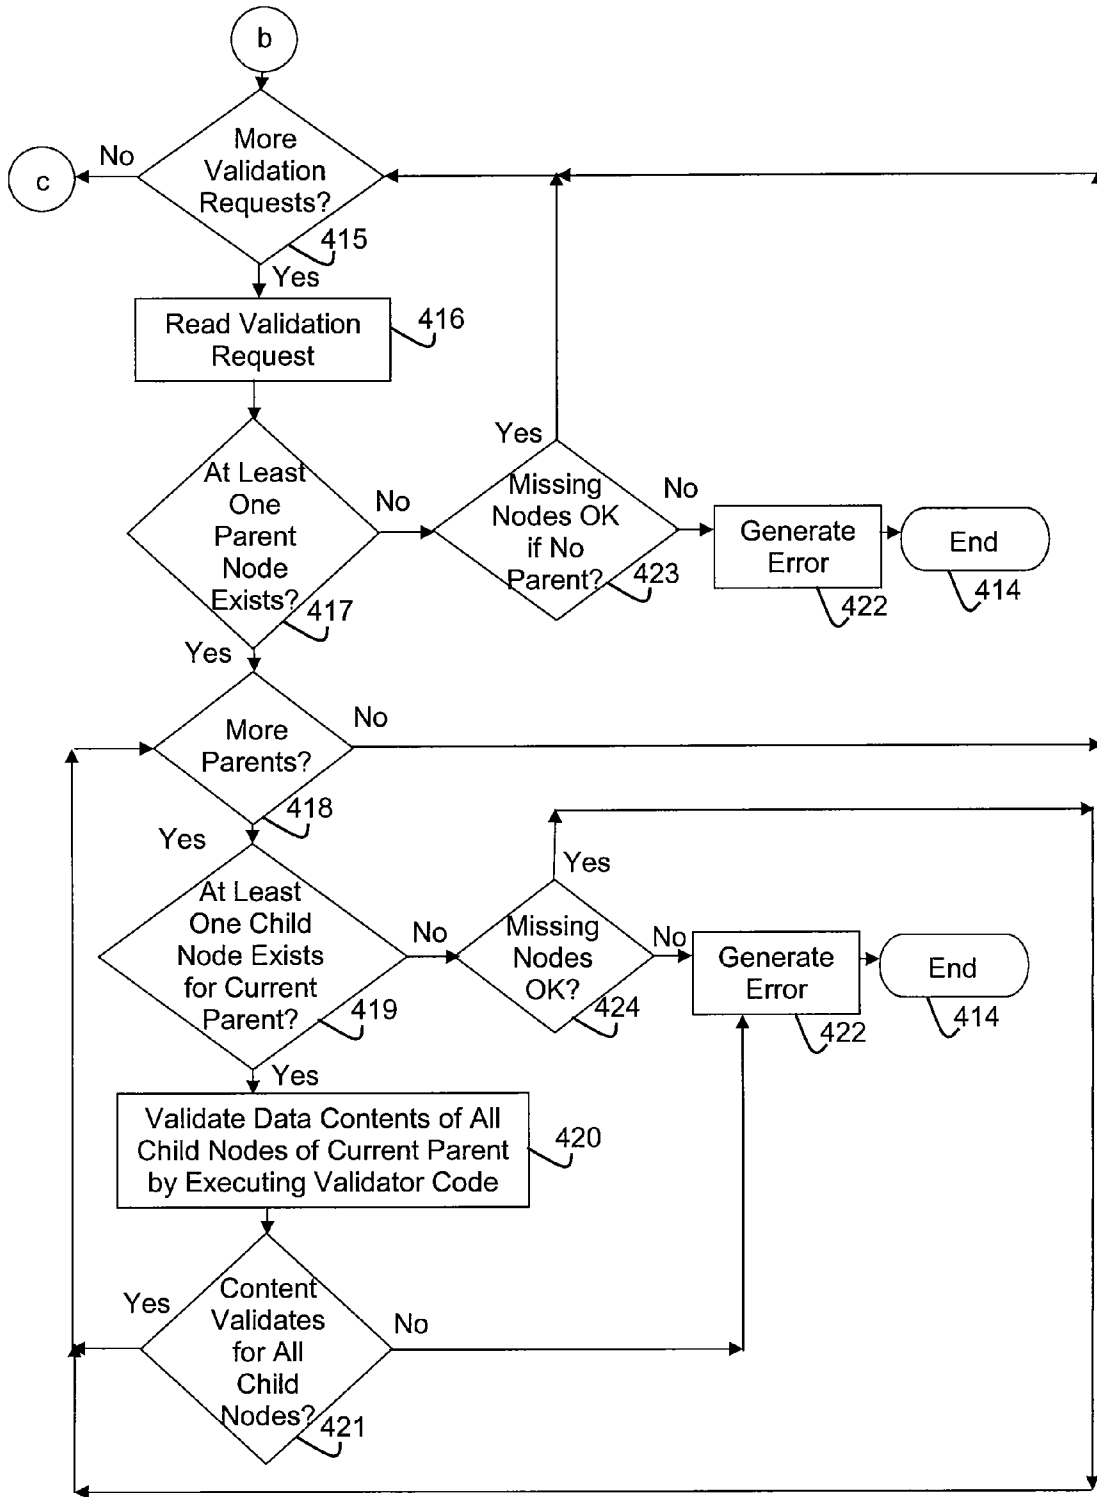 b
More
Validation
Requests?
No
c
415
Yes
Read Validation
Request
416
At Least
One
Parent
Node
Exists?
417
No
Yes
Missing
Nodes OK
if No
Parent?
423
No
Generate
Error
422
End
414
Yes
More
Parents?
No
418
Yes
At Least
One Child
Node Exists
for Current
Parent?
419
No
Yes
Missing
Nodes
OK?
424
No
Generate
Error
422
End
414
Yes
Validate Data Contents of All
Child Nodes of Current Parent
by Executing Validator Code
420
Yes
Content
Validates
for All
Child
Nodes?
421
No